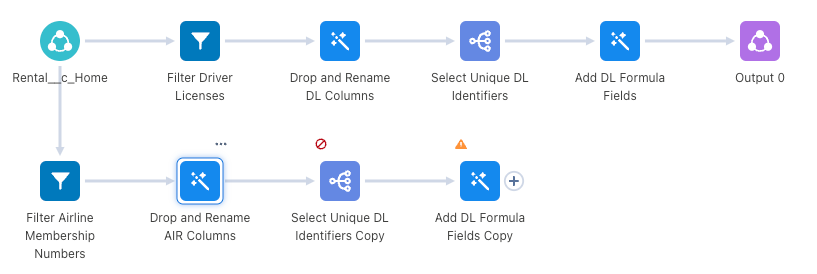 Rental__c_Home
Filter Driver
Licenses
Drop and Rename
DL Columns
Select Unique DL
Identifiers
Add DL Formula
Fields
Output 0
Filter Airline
Membership
Numbers
Drop and Rename
AIR Columns
Select Unique DL
Identifiers Copy
Add DL Formula
Fields Copy